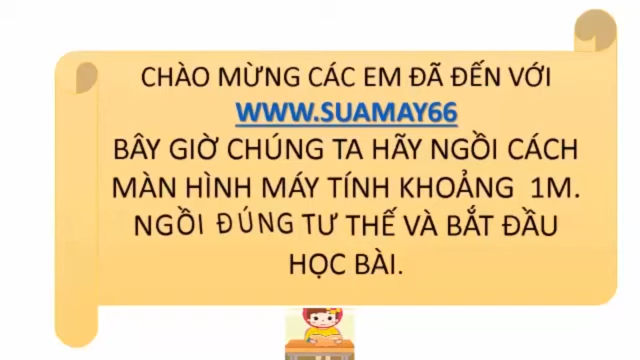 CHÀO MỪNG CÁC EM ĐÃ ĐẾN VỚI
WWW.SUAMAY66
BÂY GIỜ CHÚNG TA HÃY NGỒI CÁCH
MÀN HÌNH MÁY TÍNH KHOẢNG 1M.
NGỒI ĐÚNG TƯ THẾ VÀ BẮT ĐẦU
HỌC BÀI.